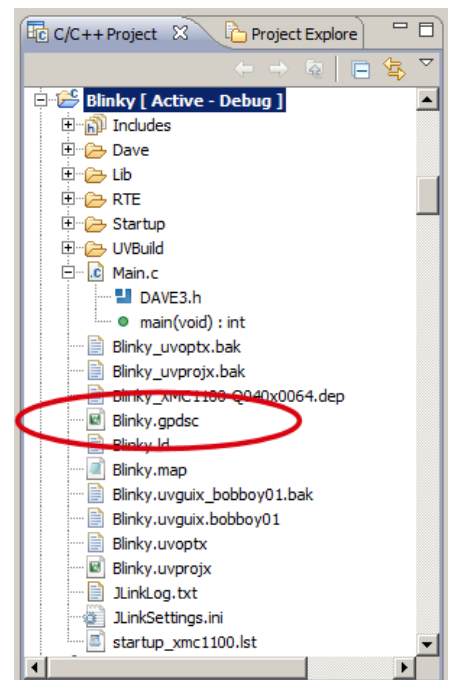 C/C++ Project Project Explore
Blinky [ Active - Debug ]
Includes
Dave
Lib
RTE
Startup
UVBuild
Main.c
DAVE3.h
main(void) : int
Blinky_uvoptx.bak
Blinky_uvprojx.bak
Blinky_XMC1100-Q040x0064.dep
Blinky.gpdsc
Blinky.ld
Blinky.map
Blinky.uvguix_bobboy01.bak
Blinky.uvguix.bobboy01
Blinky.uvoptx
Blinky.uvprojx
JLinkLog.txt
JLinkSettings.ini
startup_xmc1100.lst